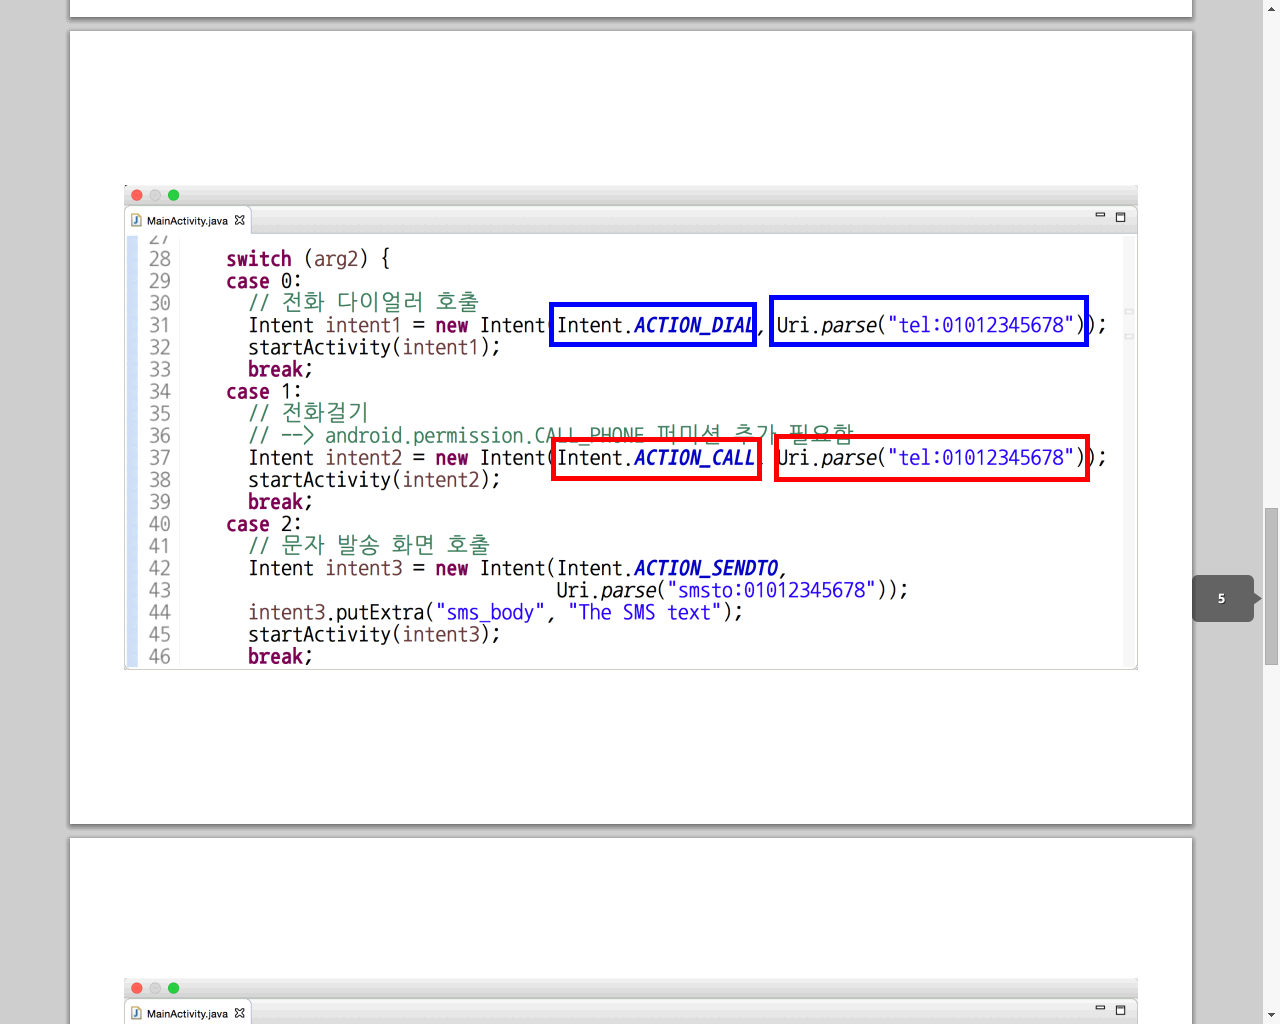 MainActivity.java
27
28 switch (arg2) {
29 case 0:
30 // 전화 다이얼러 호출
31 Intent intent1 = new Intent(Intent.ACTION_DIAL, Uri.parse("tel:01012345678"));
32 startActivity(intent1);
33 break;
34 case 1:
35 // 전화걸기
36 // --> android.permission.CALL_PHONE 퍼미션 추가 필요함
37 Intent intent2 = new Intent(Intent.ACTION_CALL, Uri.parse("tel:01012345678"));
38 startActivity(intent2);
39 break;
40 case 2:
41 // 문자 발송 화면 호출
42 Intent intent3 = new Intent(Intent.ACTION_SENDTO,
43 Uri.parse("smsto:01012345678"));
44 intent3.putExtra("sms_body", "The SMS text");
45 startActivity(intent3);
46 break;
5
MainActivity.java